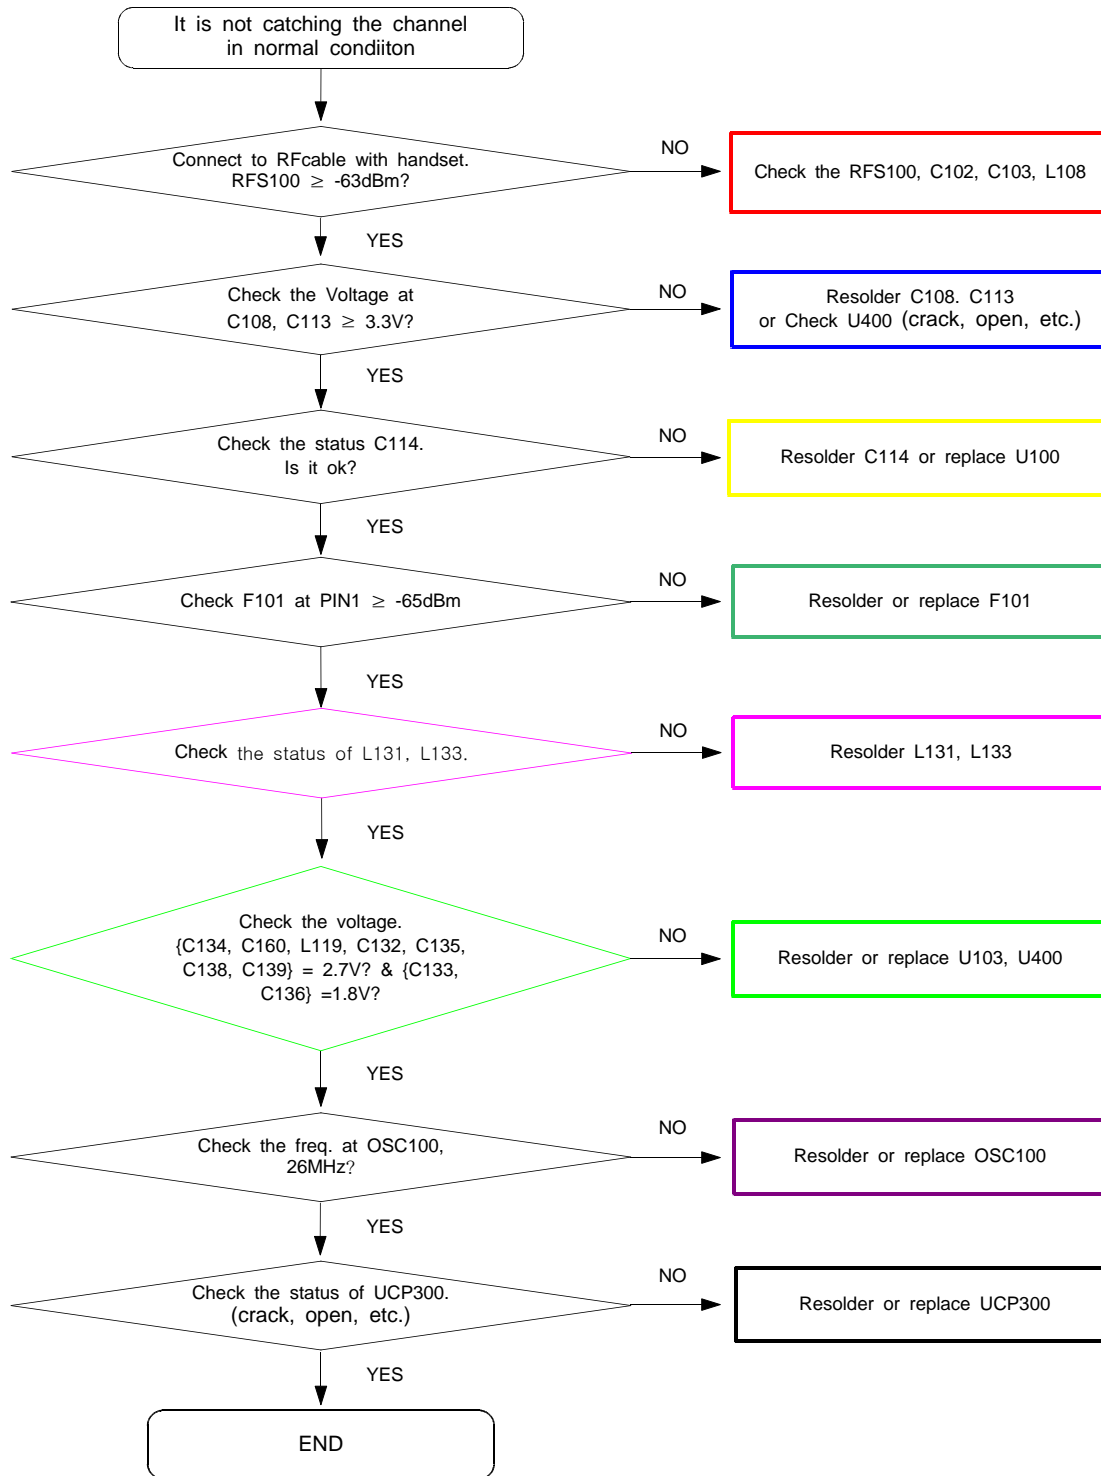 It is not catching the channel
in normal condiiton
Connect to RFcable with handset.
RFS100 ≥ -63dBm?
NO
Check the RFS100, C102, C103, L108
YES
Check the Voltage at
C108, C113 ≥ 3.3V?
NO
Resolder C108. C113
or Check U400 (crack, open, etc.)
YES
Check the status C114.
Is it ok?
NO
Resolder C114 or replace U100
YES
Check F101 at PIN1 ≥ -65dBm
NO
Resolder or replace F101
YES
Check the status of L131, L133.
NO
Resolder L131, L133
YES
Check the voltage.
{C134, C160, L119, C132, C135,
C138, C139} = 2.7V? & {C133,
C136} =1.8V?
NO
Resolder or replace U103, U400
YES
Check the freq. at OSC100,
26MHz?
NO
Resolder or replace OSC100
YES
Check the status of UCP300.
(crack, open, etc.)
NO
Resolder or replace UCP300
YES
END